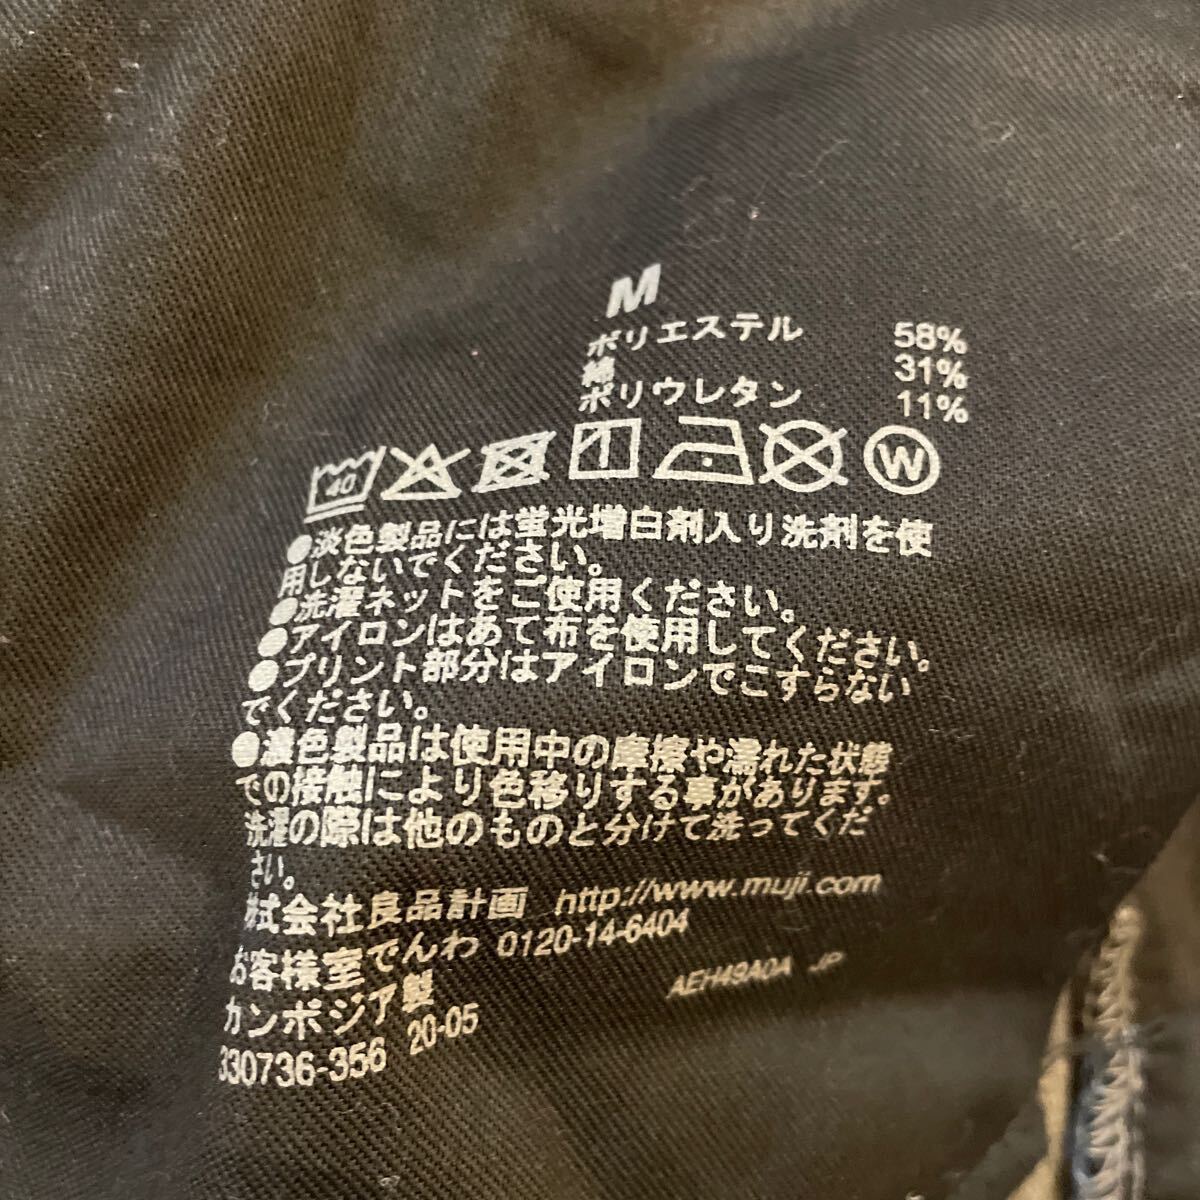 M
ポリエステル 58%
綿 31%
ポリウレタン 11%
40
W
●淡色製品には蛍光増白剤入り洗剤を使
用しないでください。
●洗濯ネットをご使用ください。
●アイロンはあて布を使用してください。
●プリント部分はアイロンでこすらない
でください。
●濃色製品は使用中の摩擦や濡れた状態
での接触により色移りする事があります。
洗濯の際は他のものと分けて洗ってくだ
さい。
株式会社良品計画 http://www.muji.com
お客様室でんわ 0120-14-6404
カンボジア製 AEH49A0A JP
330736-356 20-05